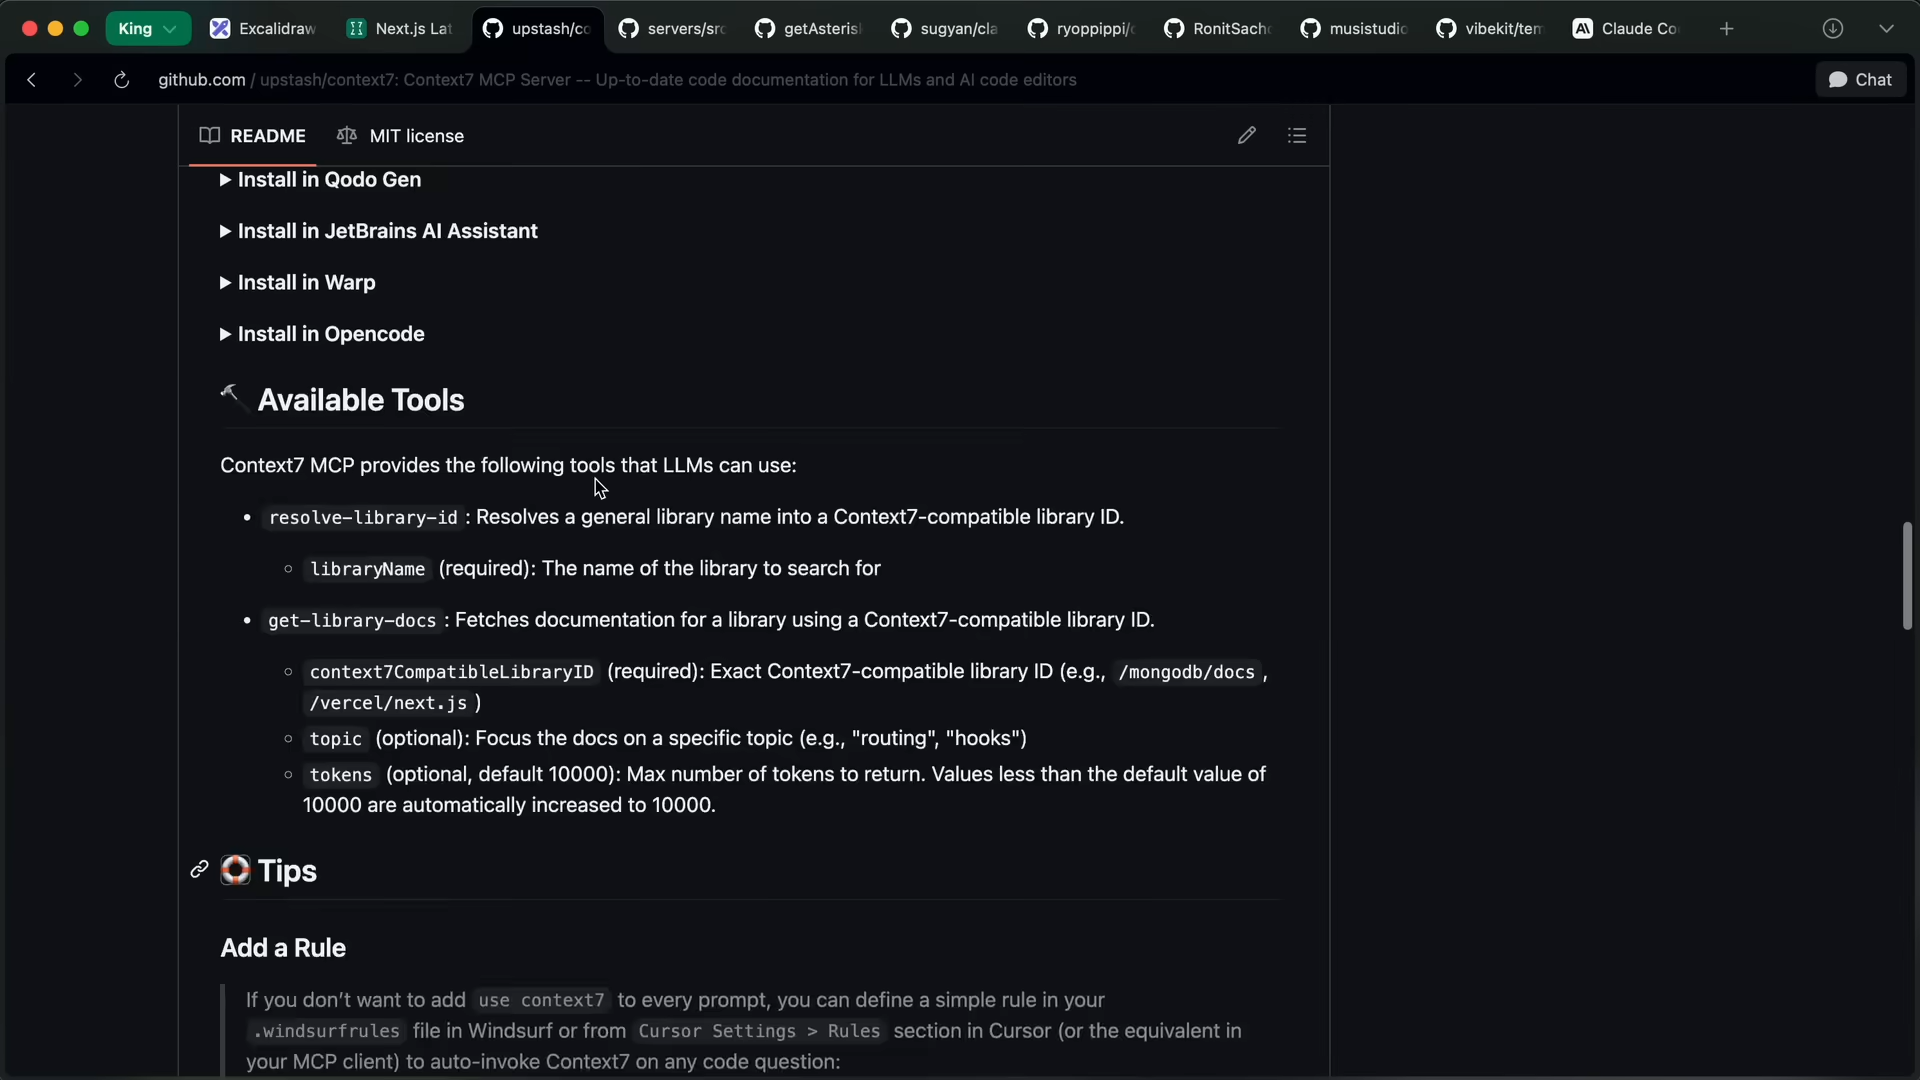 King
Excalidraw
Next.js Lat
upstash/co
servers/src
getAsterisk
sugyan/cla
ryoppippi/c
RonitSacho
musistudio
vibekit/tem
Claude Co
github.com / upstash/context7: Context7 MCP Server -- Up-to-date code documentation for LLMs and AI code editors
Chat
README
MIT license
Install in Qodo Gen
Install in JetBrains AI Assistant
Install in Warp
Install in Opencode
Available Tools
Context7 MCP provides the following tools that LLMs can use:
• resolve-library-id : Resolves a general library name into a Context7-compatible library ID.
◦ libraryName (required): The name of the library to search for
• get-library-docs : Fetches documentation for a library using a Context7-compatible library ID.
◦ context7CompatibleLibraryID (required): Exact Context7-compatible library ID (e.g., /mongodb/docs ,
/vercel/next.js )
◦ topic (optional): Focus the docs on a specific topic (e.g., "routing", "hooks")
◦ tokens (optional, default 10000): Max number of tokens to return. Values less than the default value of
10000 are automatically increased to 10000.
Tips
Add a Rule
If you don't want to add use context7 to every prompt, you can define a simple rule in your
.windsurfrules file in Windsurf or from Cursor Settings > Rules section in Cursor (or the equivalent in
your MCP client) to auto-invoke Context7 on any code question: